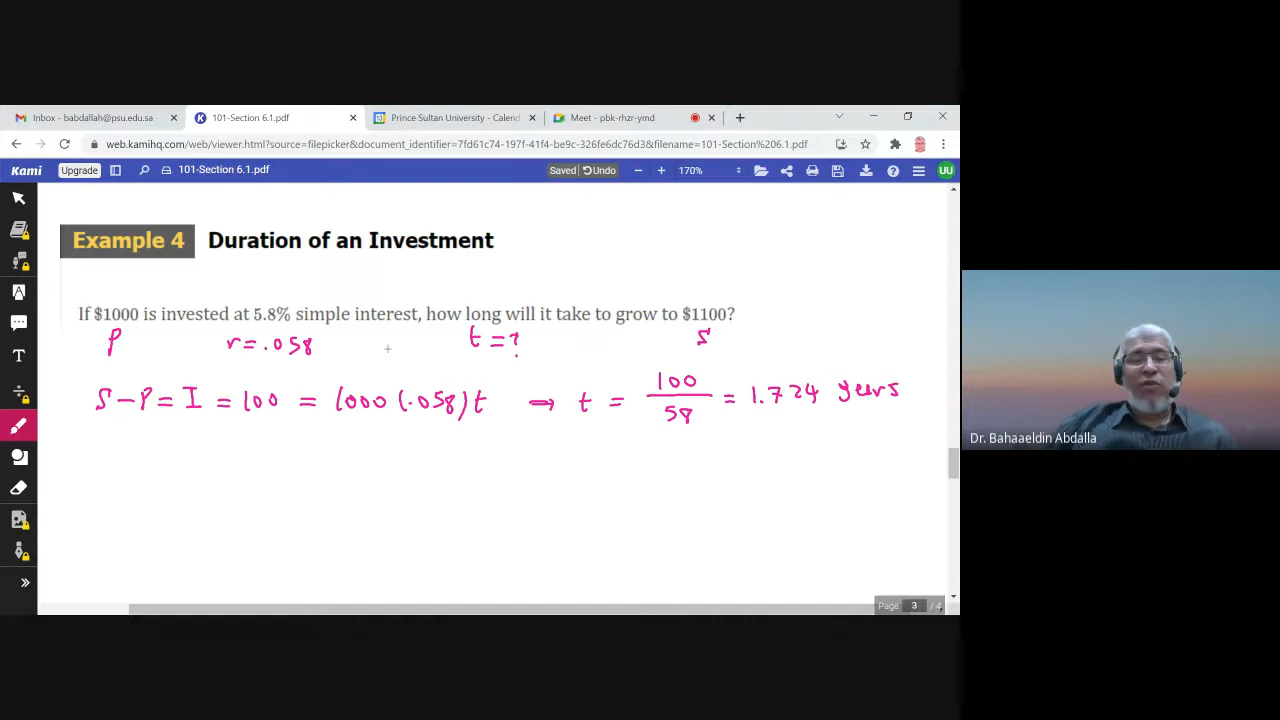 Inbox - babdallah@psu.edu.sa - 101-Section 6.1.pdf Prince Sultan University - Calend Meet - pbk-rhzr-ymd
web.kamihq.com/web/viewer.html?source=filepicker&document_identifier=7fd61c74-197f-41f4-be9c-326fe6dc76d3&filename=101-Section%206.1.pdf
Kami Upgrade 101-Section 6.1.pdf Saved Undo 170% UU
Example 4 Duration of an Investment
If $1000 is invested at 5.8% simple interest, how long will it take to grow to $1100?
P r = .058 t = ? S
S - P = I = 100 = 1000 (.058) t ⇒ t = 100/58 = 1.724 years
Dr. Bahaaeldin Abdalla
Page 3 / 4